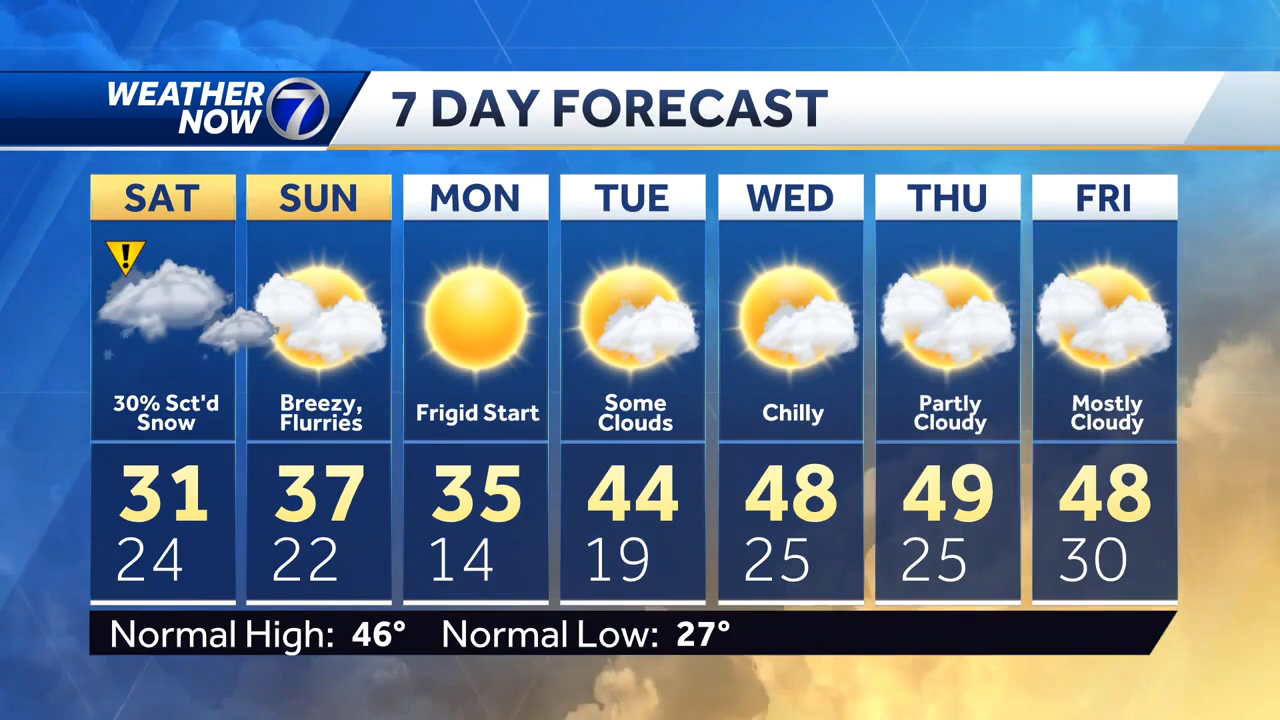 WEATHER
NOW 7
7 DAY FORECAST
SAT SUN MON TUE WED THU FRI
!
30% Sct'd
Snow
Breezy,
Flurries
Frigid Start
Some
Clouds
Chilly
Partly
Cloudy
Mostly
Cloudy
31 37 35 44 48 49 48
24 22 14 19 25 25 30
Normal High: 46° Normal Low: 27°